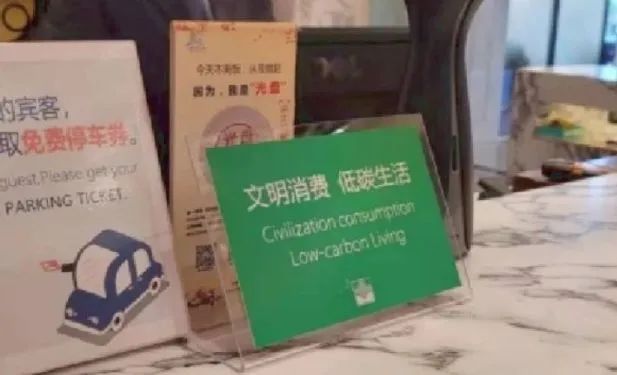 的宾客，
取免费停车券。
guest,Please get your
PARKING TICKET.
今天不剩饭，从我做起
因为，我是“光盘”
文明消费 低碳生活
Civilization consumption
Low-carbon Living